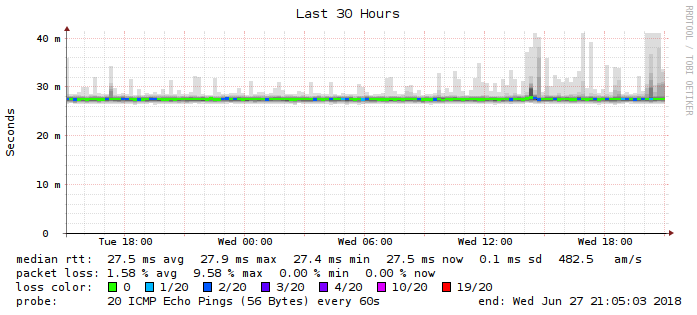 Last 30 Hours
RRDTOOL / TOBI OETIKER
Seconds
40 m
30 m
20 m
10 m
0
Tue 18:00 Wed 00:00 Wed 06:00 Wed 12:00 Wed 18:00
median rtt: 27.5 ms avg 27.9 ms max 27.4 ms min 27.5 ms now 0.1 ms sd 482.5 am/s
packet loss: 1.58 % avg 9.58 % max 0.00 % min 0.00 % now
loss color: 0 1/20 2/20 3/20 4/20 10/20 19/20
probe: 20 ICMP Echo Pings (56 Bytes) every 60s end: Wed Jun 27 21:05:03 2018